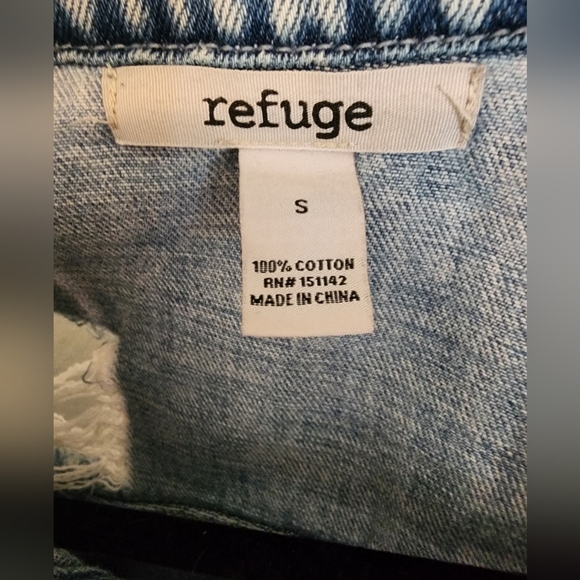 refuge
S
100% COTTON
RN# 151142
MADE IN CHINA